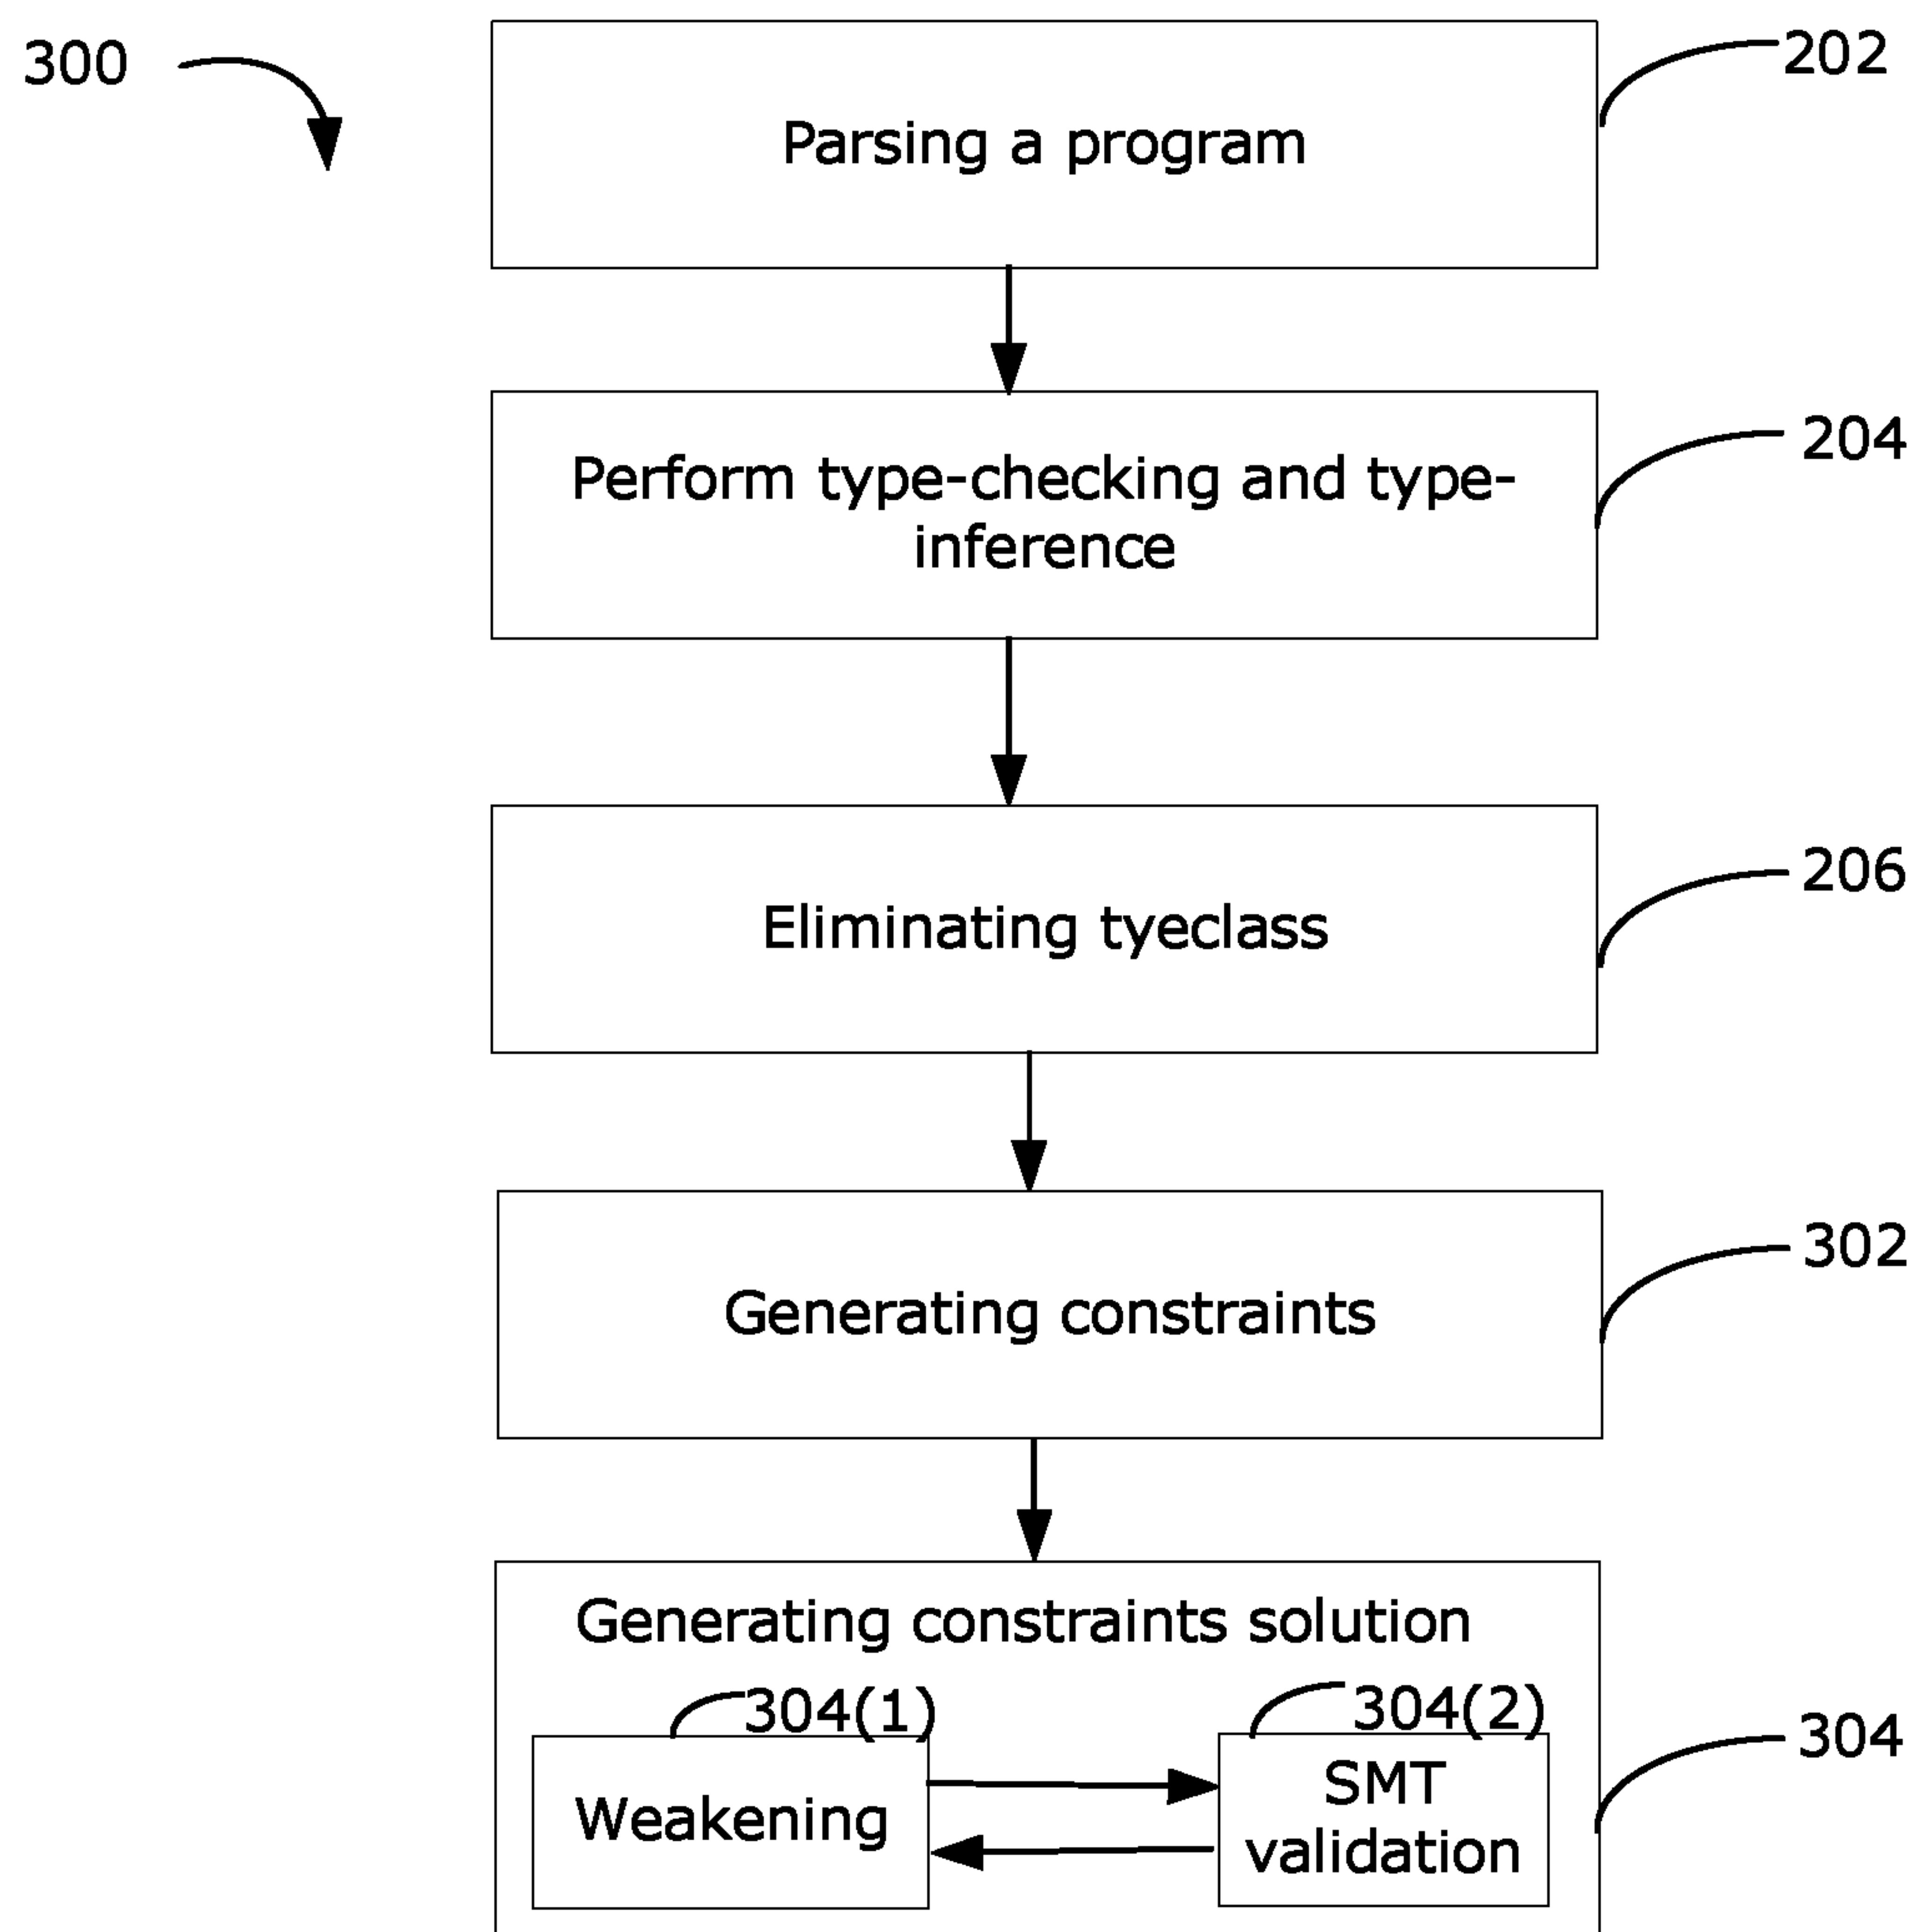 300
202
Parsing a program
204
Perform type-checking and type-
inference
206
Eliminating tyeclass
302
Generating constraints
Generating constraints solution
304(1)
304(2)
304
Weakening
SMT
validation